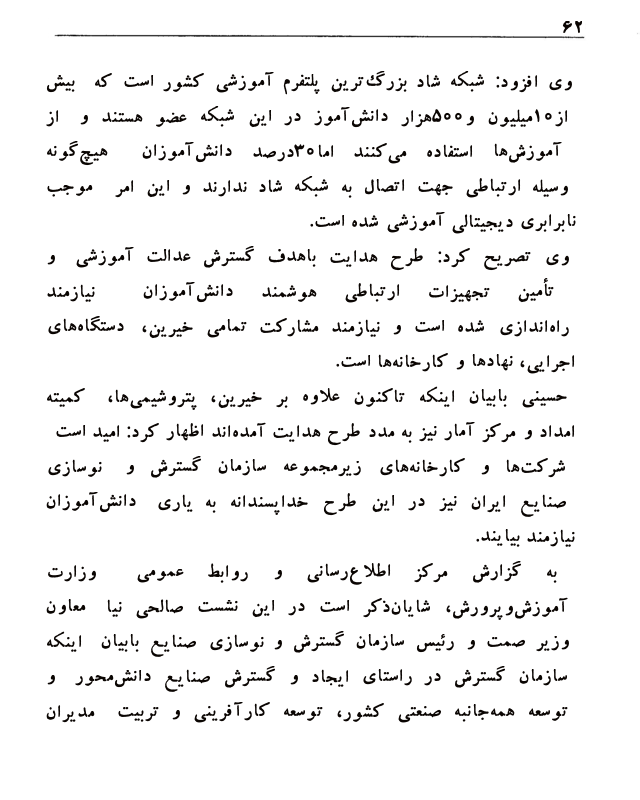 ۶۲
وی افزود: شبکه شاد بزرگ‌ترین پلتفرم آموزشی کشور است که بیش
از۱۰میلیون و۵۰۰هزار دانش‌آموز در این شبکه عضو هستند و از
آموزش‌ها استفاده می‌کنند اما۳۰درصد دانش‌آموزان هیچ‌گونه
وسیله ارتباطی جهت اتصال به شبکه شاد ندارند و این امر موجب
نابرابری دیجیتالی آموزشی شده است.
وی تصریح کرد: طرح هدایت باهدف گسترش عدالت آموزشی و
تأمین تجهیزات ارتباطی هوشمند دانش‌آموزان نیازمند
راه‌اندازی شده است و نیازمند مشارکت تمامی خیرین، دستگاه‌های
اجرایی، نهادها و کارخانه‌ها است.
حسینی بابیان اینکه تاکنون علاوه بر خیرین، پتروشیمی‌ها، کمیته
امداد و مرکز آمار نیز به مدد طرح هدایت آمده‌اند اظهار کرد: امید است
شرکت‌ها و کارخانه‌های زیرمجموعه سازمان گسترش و نوسازی
صنایع ایران نیز در این طرح خداپسندانه به یاری دانش‌آموزان
نیازمند بیایند.
به گزارش مرکز اطلاع‌رسانی و روابط عمومی وزارت
آموزش‌وپرورش، شایان‌ذکر است در این نشست صالحی نیا معاون
وزیر صمت و رئیس سازمان گسترش و نوسازی صنایع بابیان اینکه
سازمان گسترش در راستای ایجاد و گسترش صنایع دانش‌محور و
توسعه همه‌جانبه صنعتی کشور، توسعه کارآفرینی و تربیت مدیران